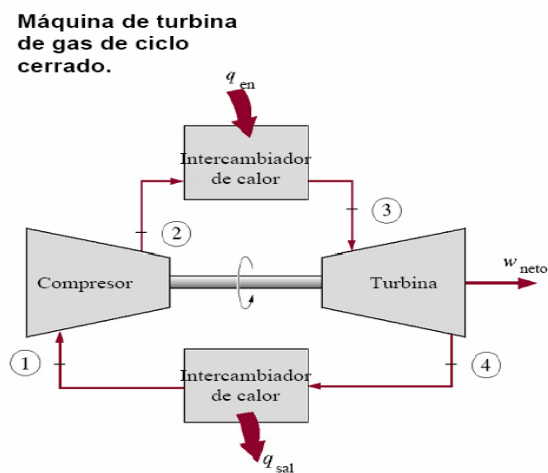 Máquina de turbina
de gas de ciclo
cerrado.
q en
Intercambiador
de calor
2
3
Compresor
Turbina
w neto
1
Intercambiador
de calor
4
q sal